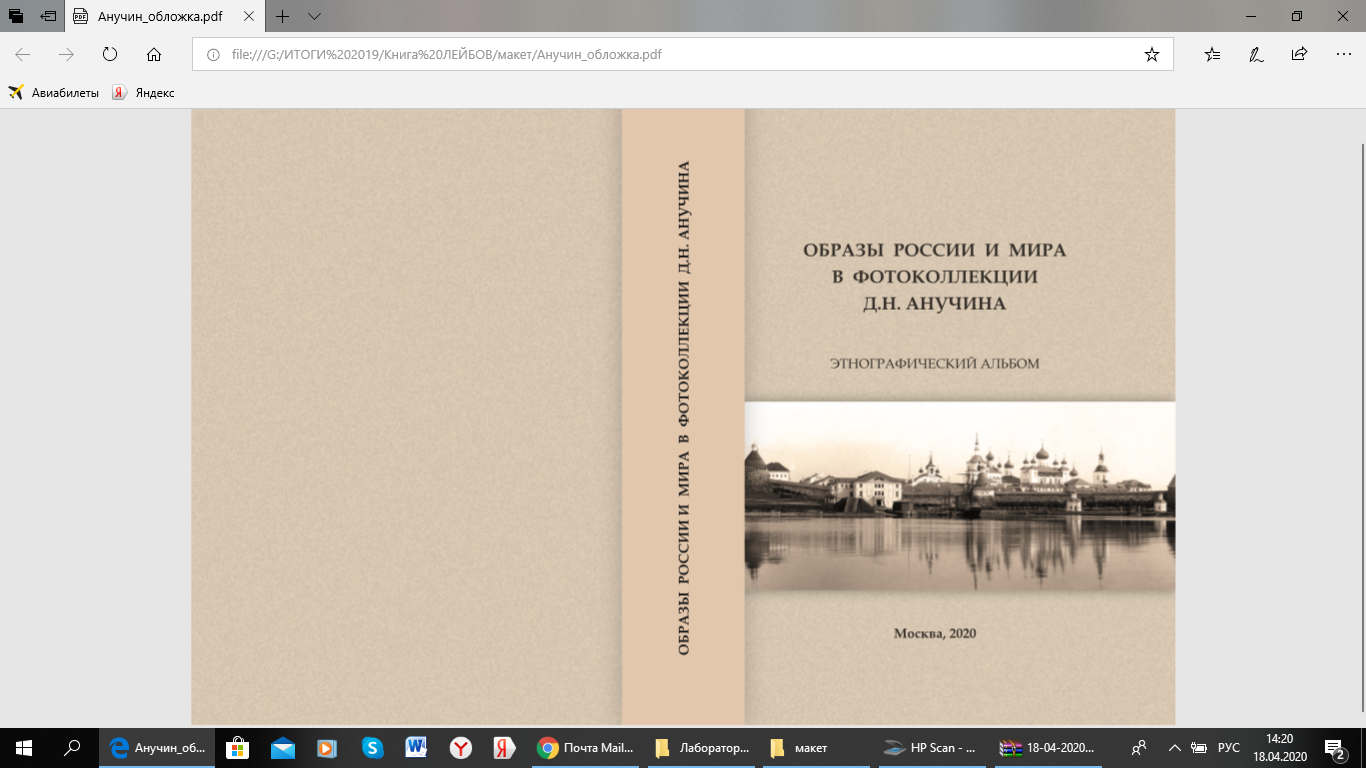 Анучин_обложка.pdf
file:///G:/ИТОГИ%202019/Книга%20ЛЕЙБОВ/макет/Анучин_обложка.pdf
Авиабилеты
Яндекс
ОБРАЗЫ РОССИИ И МИРА В ФОТОКОЛЛЕКЦИИ Д.Н. АНУЧИНА
ОБРАЗЫ РОССИИ И МИРА
В ФОТОКОЛЛЕКЦИИ
Д.Н. АНУЧИНА
ЭТНОГРАФИЧЕСКИЙ АЛЬБОМ
Москва, 2020
Анучин_об...
Почта Mail...
Лаборатор...
макет
HP Scan - ...
18-04-2020...
РУС
14:20
18.04.2020
2